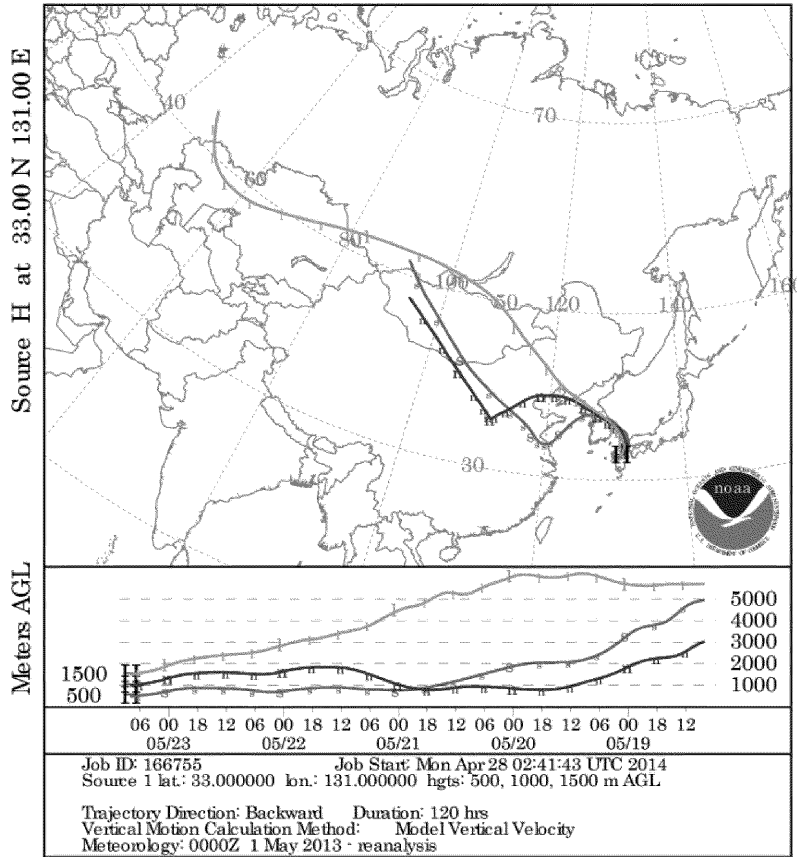 Source H at 33.00 N 131.00 E
40
60
80
100
50
120
140
160
70
30
noaa
Meters AGL
1500
500
5000
4000
3000
2000
1000
06 00 18 12 06 00 18 12 06 00 18 12 06 00 18 12 06 00 18 12
05/23 05/22 05/21 05/20 05/19
Job ID: 166755 Job Start: Mon Apr 28 02:41:43 UTC 2014
Source 1 lat.: 33.000000 lon.: 131.000000 hgts: 500, 1000, 1500 m AGL
Trajectory Direction: Backward Duration: 120 hrs
Vertical Motion Calculation Method: Model Vertical Velocity
Meteorology: 0000Z 1 May 2013 - reanalysis